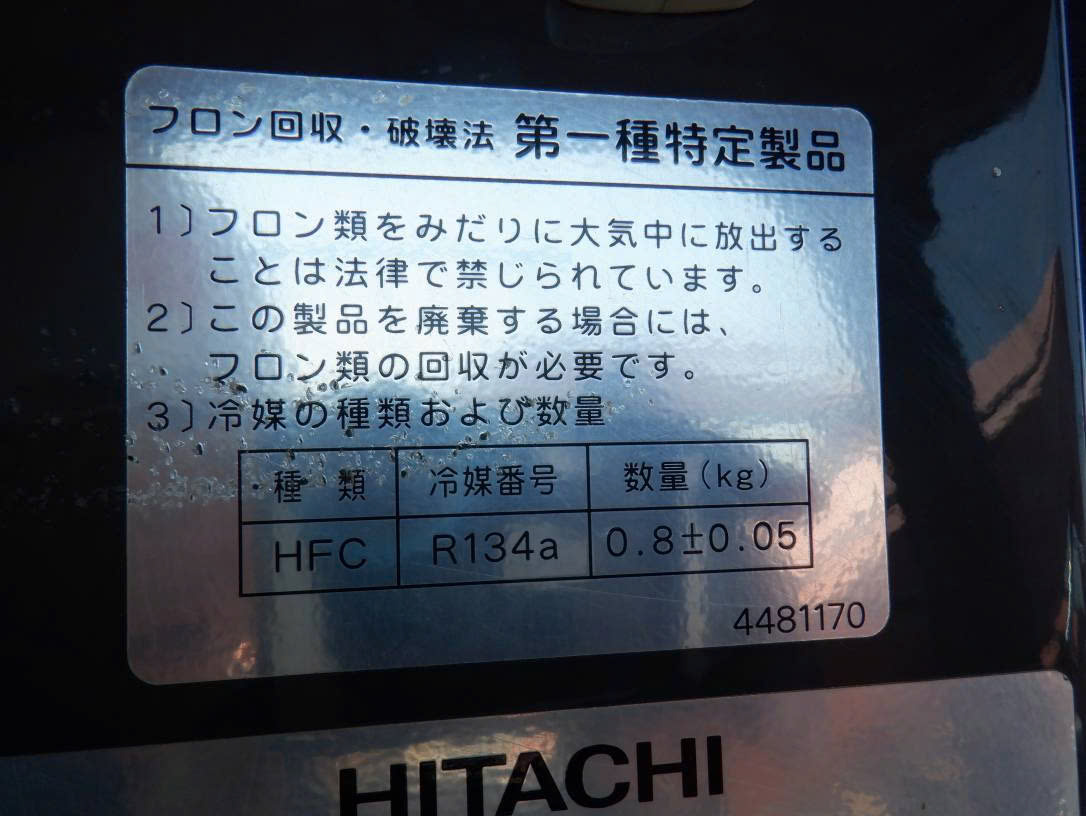 フロン回収・破壊法 第一種特定製品
1)フロン類をみだりに大気中に放出する
ことは法律で禁じられています。
2)この製品を廃棄する場合には、
フロン類の回収が必要です。
3)冷媒の種類および数量
種 類 冷媒番号 数量(kg)
HFC R134a 0.8±0.05
4481170
HITACHI